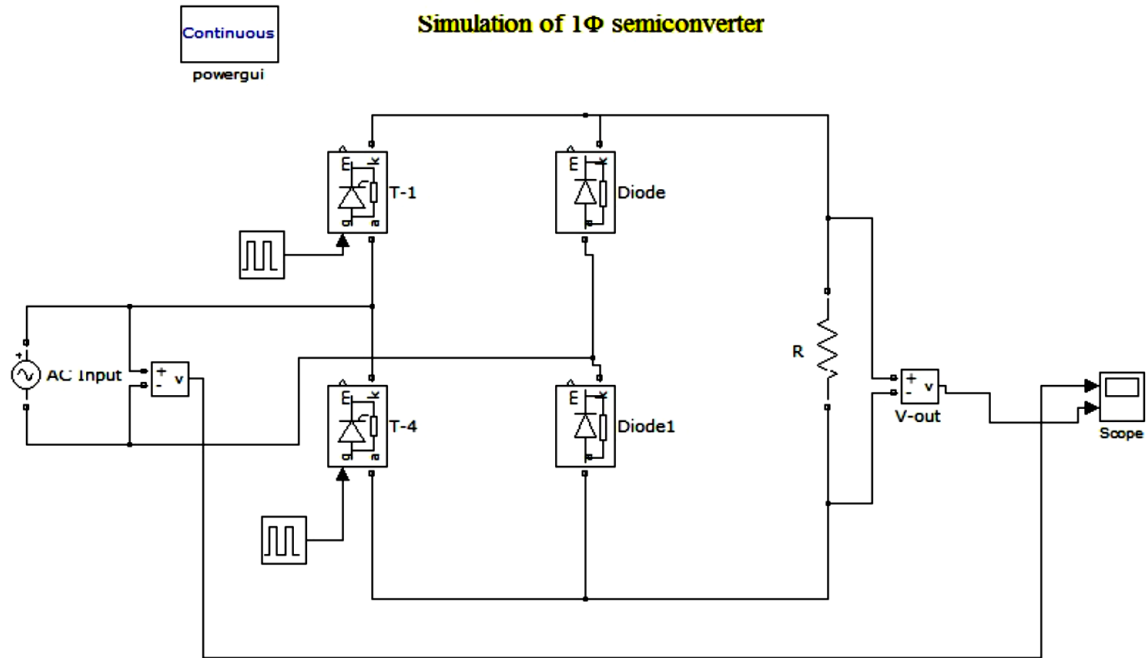 Simulation of 1Φ semiconverter
Continuous
powergui
m k
g a
T-1
m k
a
Diode
+
AC Input
+
-
v
m k
g a
T-4
m k
a
Diode1
R
+
-
v
V-out
Scope